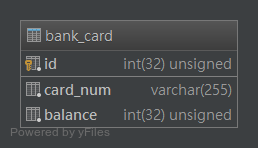 bank_card
id int(32) unsigned
card_num varchar(255)
balance int(32) unsigned
Powered by yFiles